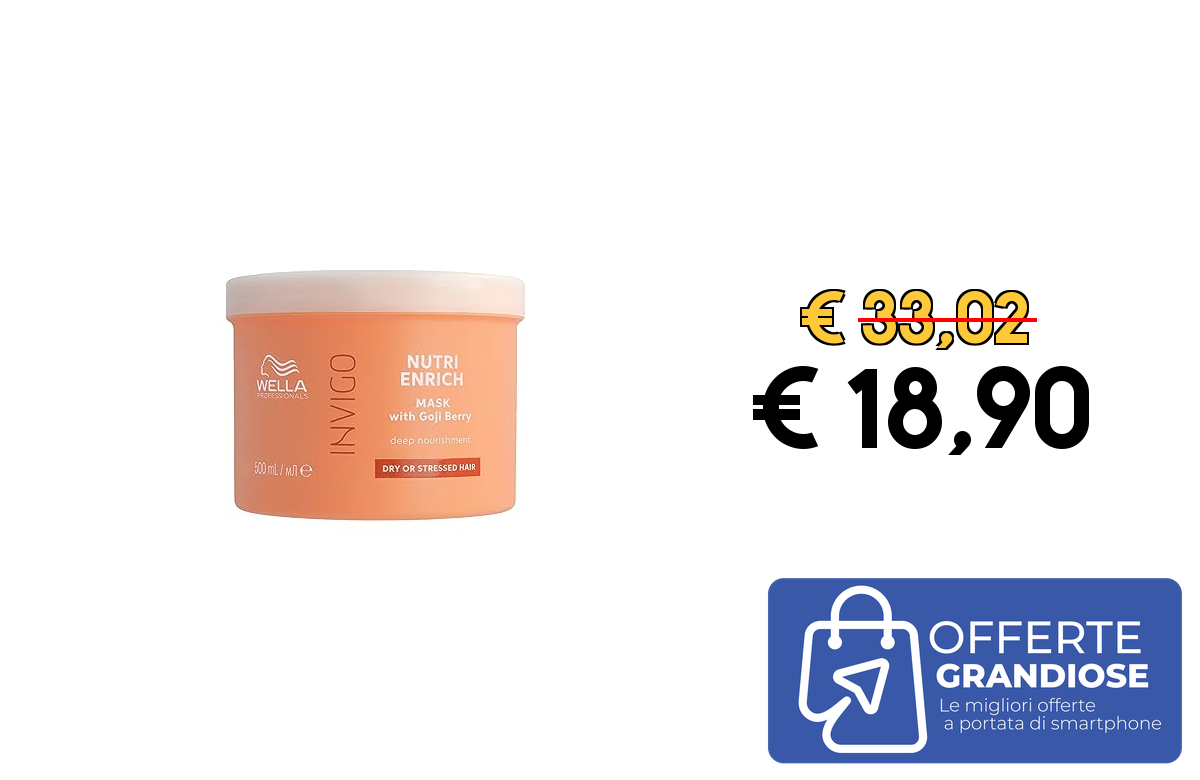 WELLA
PROFESSIONALS
INVIGO
NUTRI
ENRICH
MASK
with Goji Berry
deep nourishment
DRY OR STRESSED HAIR
500 mL / мЛ ℮
€ 33,02
€ 18,90
OFFERTE
GRANDIOSE
Le migliori offerte
a portata di smartphone